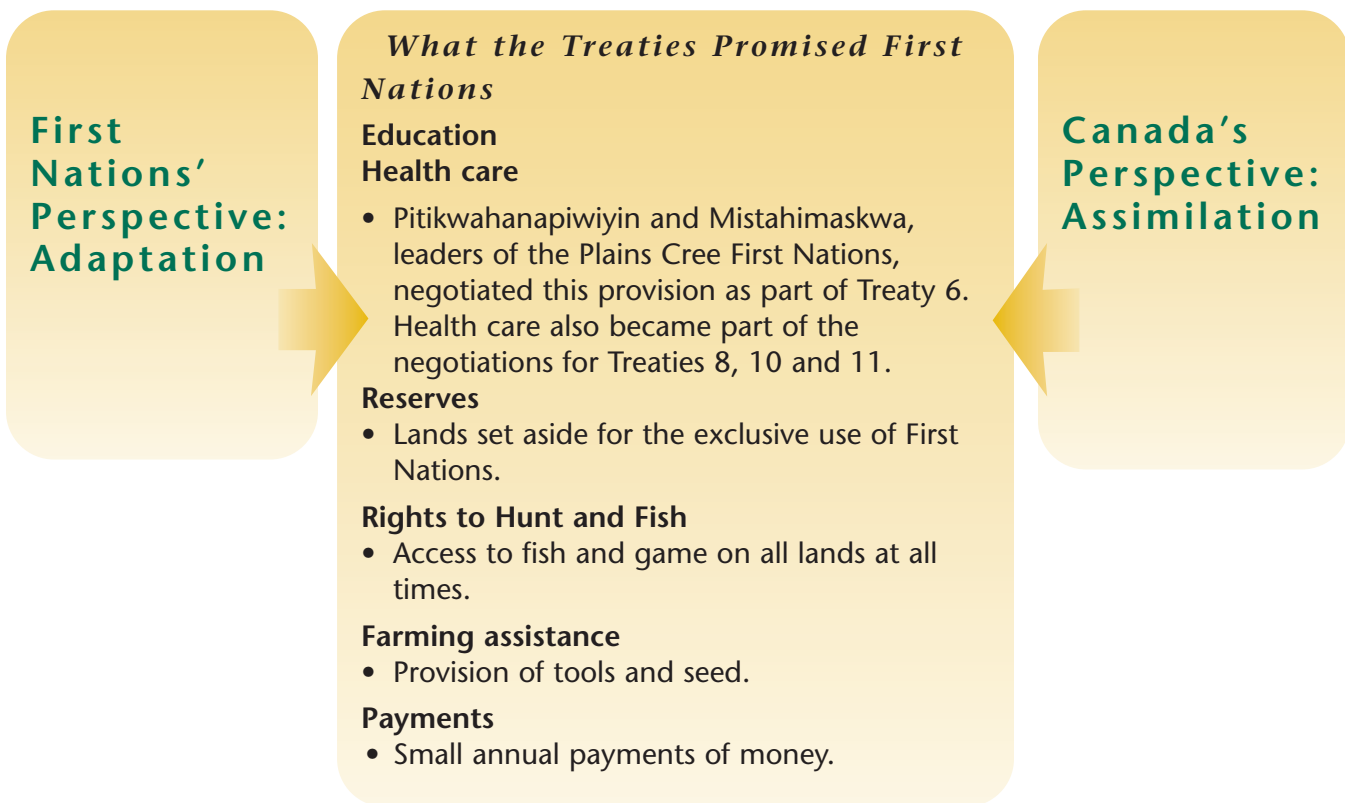 First
Nations’
Perspective:
Adaptation
What the Treaties Promised First
Nations
Education
Health care
• Pitikwahanapiwiyin and Mistahimaskwa,
leaders of the Plains Cree First Nations,
negotiated this provision as part of Treaty 6.
Health care also became part of the
negotiations for Treaties 8, 10 and 11.
Reserves
• Lands set aside for the exclusive use of First
Nations.
Rights to Hunt and Fish
• Access to fish and game on all lands at all
times.
Farming assistance
• Provision of tools and seed.
Payments
• Small annual payments of money.
Canada’s
Perspective:
Assimilation